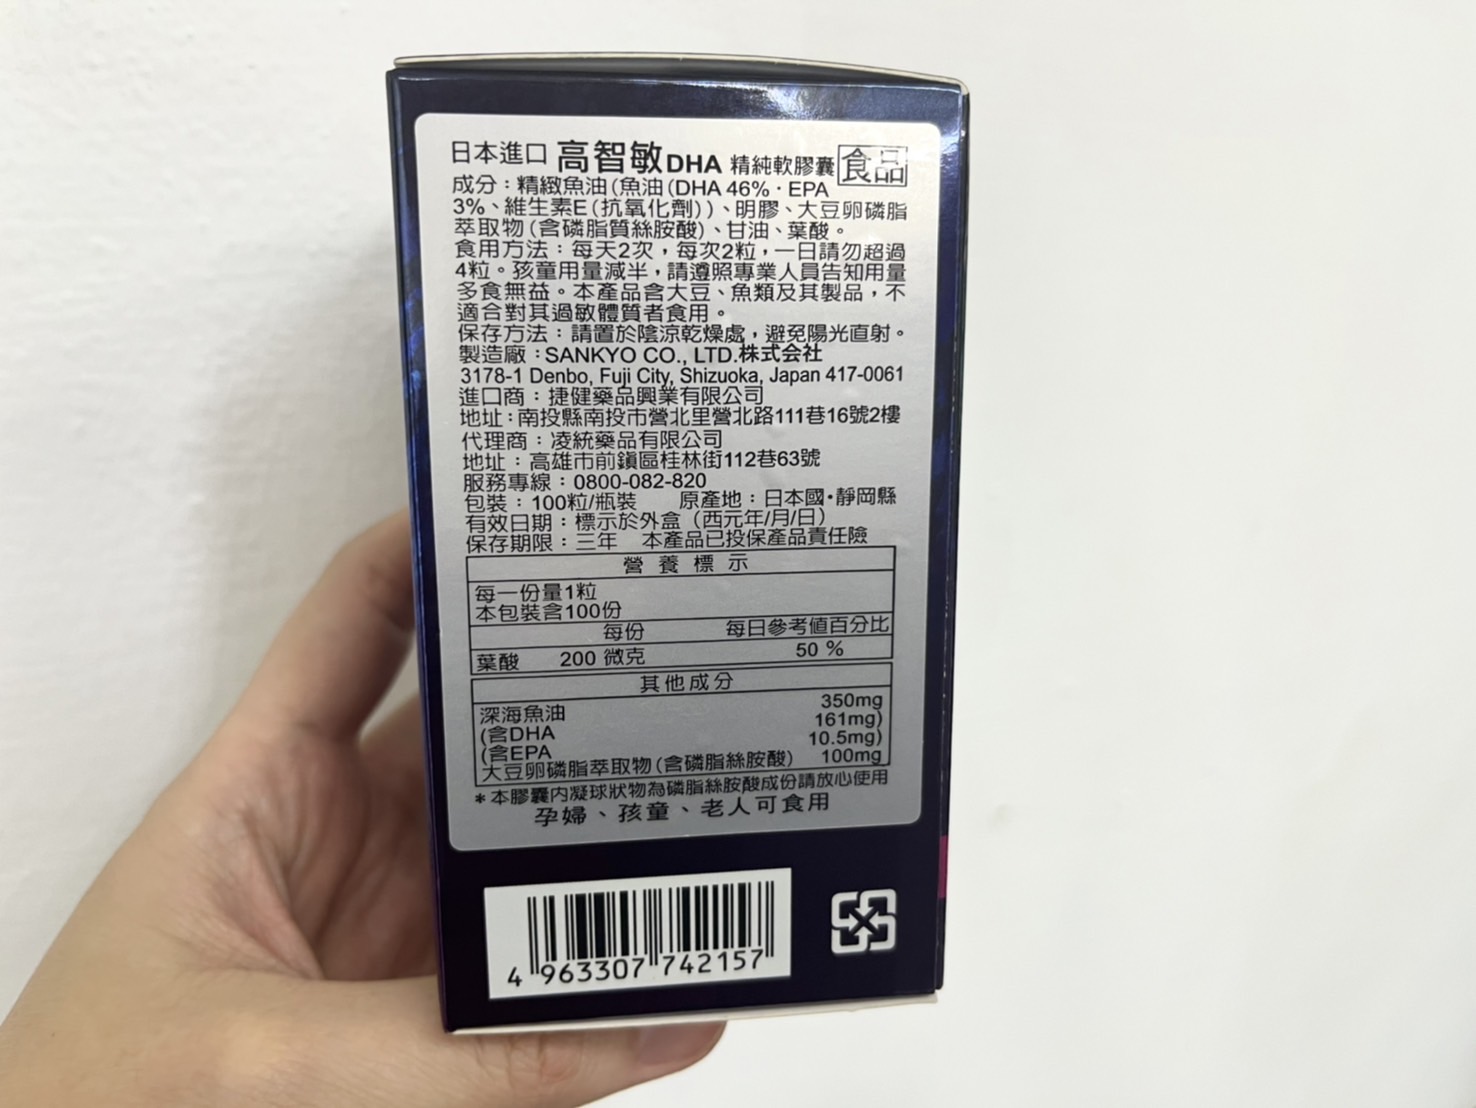 日本進口 高智敏DHA 精純軟膠囊 食品
成分：精緻魚油(魚油(DHA 46%‧EPA
3%、維生素E(抗氧化劑))、明膠、大豆卵磷脂
萃取物(含磷脂質絲胺酸)、甘油、葉酸。
食用方法：每天2次，每次2粒，一日請勿超過
4粒。孩童用量減半，請遵照專業人員告知用量
多食無益。本產品含大豆、魚類及其製品，不
適合對其過敏體質者食用。
保存方法：請置於陰涼乾燥處，避免陽光直射。
製造廠：SANKYO CO., LTD.株式会社
3178-1 Denbo, Fuji City, Shizuoka, Japan 417-0061
進口商：捷健藥品興業有限公司
地址：南投縣南投市營北里營北路111巷16號2樓
代理商：凌統藥品有限公司
地址：高雄市前鎮區桂林街112巷63號
服務專線：0800-082-820
包裝：100粒/瓶裝 原產地：日本國‧靜岡縣
有效日期：標示於外盒（西元年/月/日）
保存期限：三年 本產品已投保產品責任險
營養標示
每一份量1粒
本包裝含100份
每份 每日參考值百分比
葉酸 200 微克 50 %
其他成分
深海魚油 350mg
(含DHA 161mg)
(含EPA 10.5mg)
大豆卵磷脂萃取物(含磷脂絲胺酸) 100mg
＊本膠囊內凝球狀物為磷脂絲胺酸成份請放心使用
孕婦、孩童、老人可食用
4 963307 742157